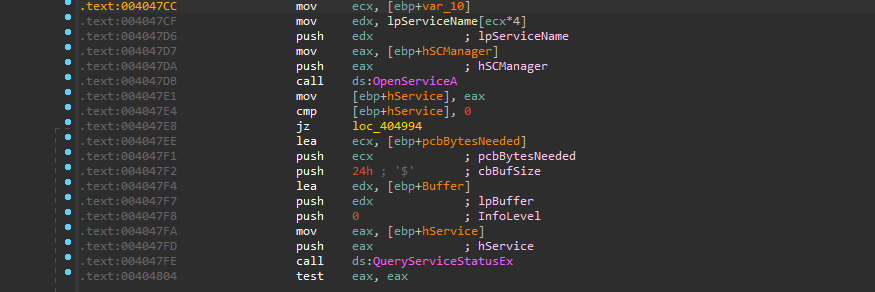 .text:004047CC mov ecx, [ebp+var_10]
.text:004047CF mov edx, lpServiceName[ecx*4]
.text:004047D6 push edx ; lpServiceName
.text:004047D7 mov eax, [ebp+hSCManager]
.text:004047DA push eax ; hSCManager
.text:004047DB call ds:OpenServiceA
.text:004047E1 mov [ebp+hService], eax
.text:004047E4 cmp [ebp+hService], 0
.text:004047E8 jz loc_404994
.text:004047EE lea ecx, [ebp+pcbBytesNeeded]
.text:004047F1 push ecx ; pcbBytesNeeded
.text:004047F2 push 24h ; '$' ; cbBufSize
.text:004047F4 lea edx, [ebp+Buffer]
.text:004047F7 push edx ; lpBuffer
.text:004047F8 push 0 ; InfoLevel
.text:004047FA mov eax, [ebp+hService]
.text:004047FD push eax ; hService
.text:004047FE call ds:QueryServiceStatusEx
.text:00404804 test eax, eax